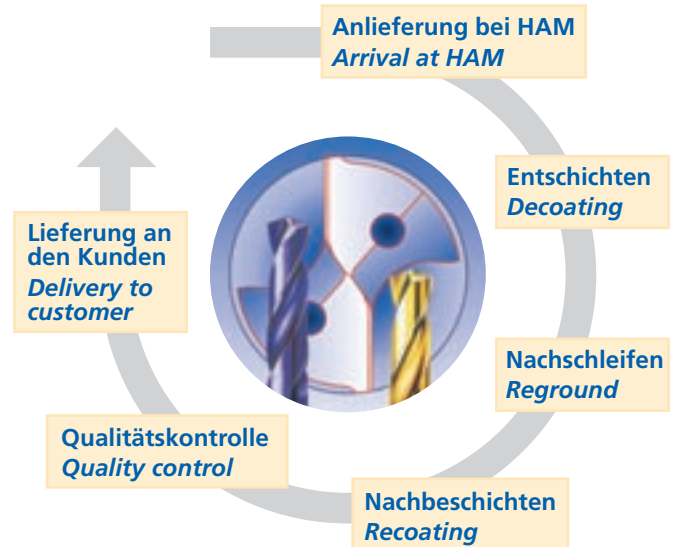 Anlieferung bei HAM
Arrival at HAM
Entschichten
Decoating
Nachschleifen
Reground
Nachbeschichten
Recoating
Qualitätskontrolle
Quality control
Lieferung an
den Kunden
Delivery to
customer